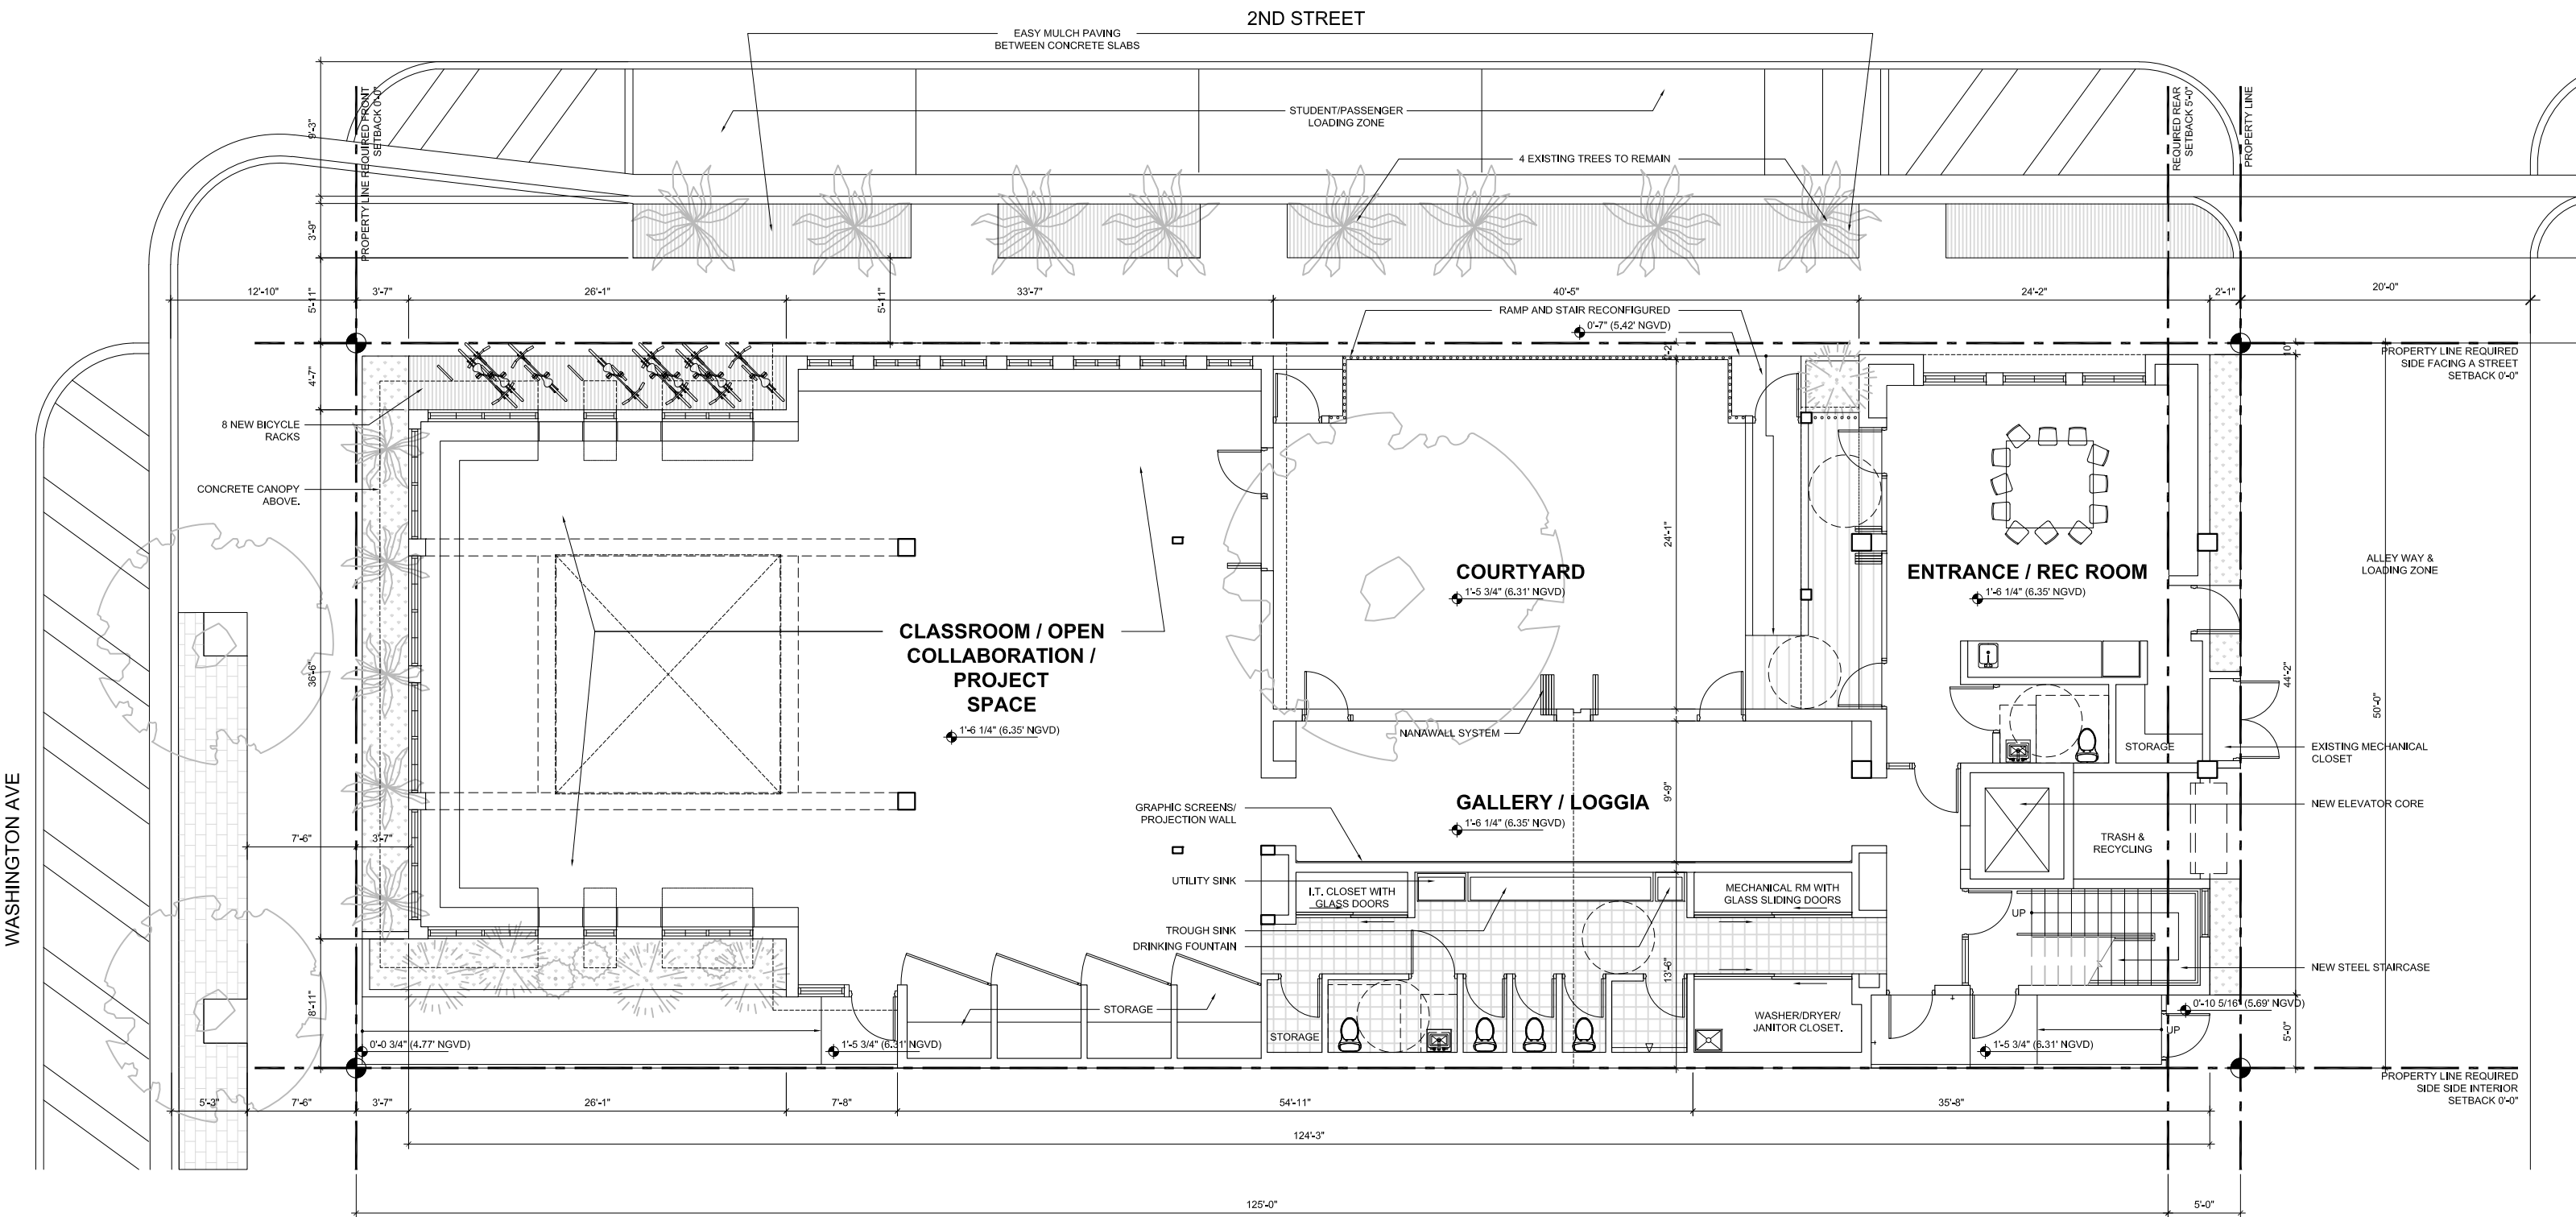 2ND STREET
EASY MULCH PAVING
BETWEEN CONCRETE SLABS
STUDENT/PASSENGER
LOADING ZONE
4 EXISTING TREES TO REMAIN
PROPERTY LINE REQUIRED FRONT
SETBACK 0'-0"
REQUIRED REAR
SETBACK 5'-0"
PROPERTY LINE
9'-3"
3'-9"
5'-11"
5'-11"
12'-10"
3'-7"
26'-1"
33'-7"
40'-5"
24'-2"
2'-1"
20'-0"
RAMP AND STAIR RECONFIGURED
0'-7" (5.42' NGVD)
PROPERTY LINE REQUIRED
SIDE FACING A STREET
SETBACK 0'-0"
10"
4'-7"
8 NEW BICYCLE
RACKS
CONCRETE CANOPY
ABOVE.
24'-1"
COURTYARD
1'-5 3/4" (6.31' NGVD)
ENTRANCE / REC ROOM
1'-6 1/4" (6.35' NGVD)
ALLEY WAY &
LOADING ZONE
CLASSROOM / OPEN
COLLABORATION /
PROJECT
SPACE
1'-6 1/4" (6.35' NGVD)
36'-6"
44'-2"
50'-0"
NANAWALL SYSTEM
STORAGE
EXISTING MECHANICAL
CLOSET
WASHINGTON AVE
GRAPHIC SCREENS/
PROJECTION WALL
GALLERY / LOGGIA
1'-6 1/4" (6.35' NGVD)
9'-9"
NEW ELEVATOR CORE
TRASH &
RECYCLING
7'-6"
3'-7"
UTILITY SINK
I.T. CLOSET WITH
GLASS DOORS
MECHANICAL RM WITH
GLASS SLIDING DOORS
UP
TROUGH SINK
DRINKING FOUNTAIN
13'-6"
NEW STEEL STAIRCASE
8'-11"
STORAGE
STORAGE
WASHER/DRYER/
JANITOR CLOSET.
0'-10 5/16" (5.69' NGVD)
UP
5'-0"
0'-0 3/4" (4.77' NGVD)
1'-5 3/4" (6.31' NGVD)
1'-5 3/4" (6.31' NGVD)
PROPERTY LINE REQUIRED
SIDE SIDE INTERIOR
SETBACK 0'-0"
5'-3"
7'-6"
3'-7"
26'-1"
7'-8"
54'-11"
35'-8"
124'-3"
125'-0"
5'-0"